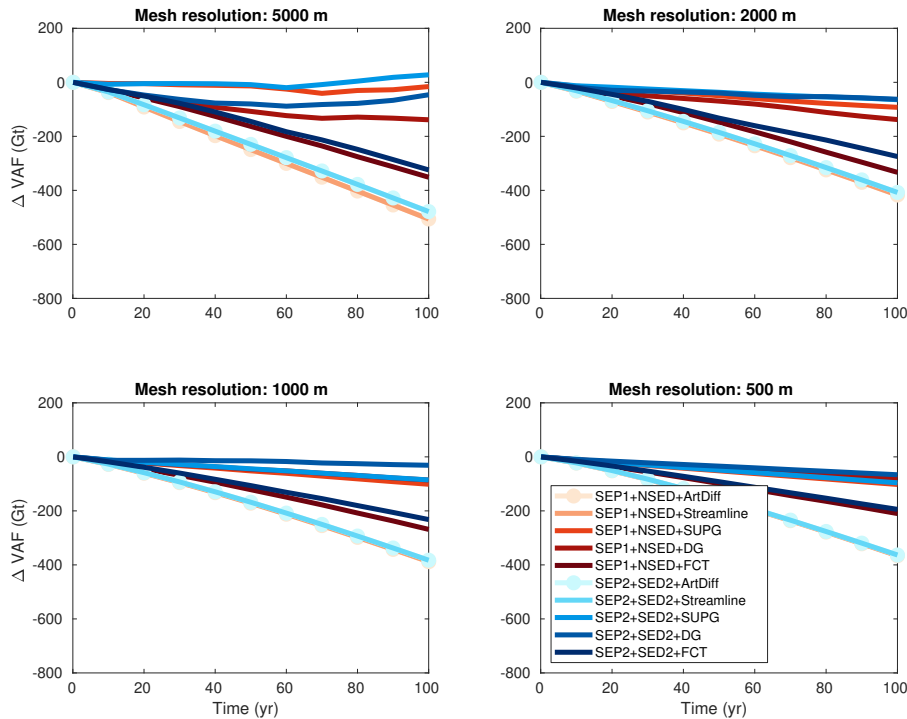 Mesh resolution: 5000 m
200
0
-200
-400
-600
-800
Δ VAF (Gt)
0 20 40 60 80 100
Mesh resolution: 2000 m
200
0
-200
-400
-600
-800
0 20 40 60 80 100
Mesh resolution: 1000 m
200
0
-200
-400
-600
-800
Δ VAF (Gt)
0 20 40 60 80 100
Time (yr)
Mesh resolution: 500 m
200
0
-200
-400
-600
-800
SEP1+NSED+ArtDiff
SEP1+NSED+Streamline
SEP1+NSED+SUPG
SEP1+NSED+DG
SEP1+NSED+FCT
SEP2+SED2+ArtDiff
SEP2+SED2+Streamline
SEP2+SED2+SUPG
SEP2+SED2+DG
SEP2+SED2+FCT
0 20 40 60 80 100
Time (yr)